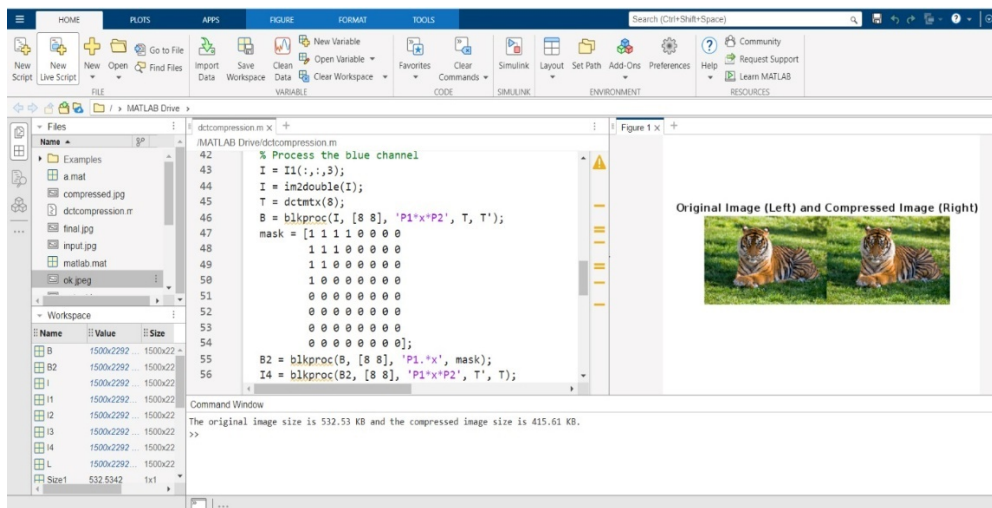 HOME PLOTS APPS FIGURE FORMAT TOOLS Search (Ctrl+Shift+Space)
New Script
New Live Script
New
Open
Go to File
Find Files
Import Data
Save Workspace
Clean Data
New Variable
Open Variable
Clear Workspace
Favorites
Clear Commands
Simulink
Layout
Set Path
Add-Ons
Preferences
Help
Community
Request Support
Learn MATLAB
FILE VARIABLE CODE SIMULINK ENVIRONMENT RESOURCES
/ › MATLAB Drive ›
Files
Name
Examples
a.mat
compressed.jpg
dctcompression.m
final.jpg
input.jpg
matlab.mat
ok.jpeg
Workspace
Name Value Size
B 1500x2292 ... 1500x22
B2 1500x2292 ... 1500x22
I 1500x2292 ... 1500x22
I1 1500x2292 ... 1500x22
I2 1500x2292 ... 1500x22
I3 1500x2292 ... 1500x22
I4 1500x2292 ... 1500x22
L 1500x2292 ... 1500x22
Size1 532.5342 1x1
dctcompression.m x +
/MATLAB Drive/dctcompression.m
42 % Process the blue channel
43 I = I1(:,:,3);
44 I = im2double(I);
45 T = dctmtx(8);
46 B = blkproc(I, [8 8], 'P1*x*P2', T, T');
47 mask = [1 1 1 1 0 0 0 0
48 1 1 1 0 0 0 0 0
49 1 1 0 0 0 0 0 0
50 1 0 0 0 0 0 0 0
51 0 0 0 0 0 0 0 0
52 0 0 0 0 0 0 0 0
53 0 0 0 0 0 0 0 0
54 0 0 0 0 0 0 0 0];
55 B2 = blkproc(B, [8 8], 'P1.*x', mask);
56 I4 = blkproc(B2, [8 8], 'P1*x*P2', T', T);
Command Window
The original image size is 532.53 KB and the compressed image size is 415.61 KB.
>>
Figure 1 x +
Original Image (Left) and Compressed Image (Right)